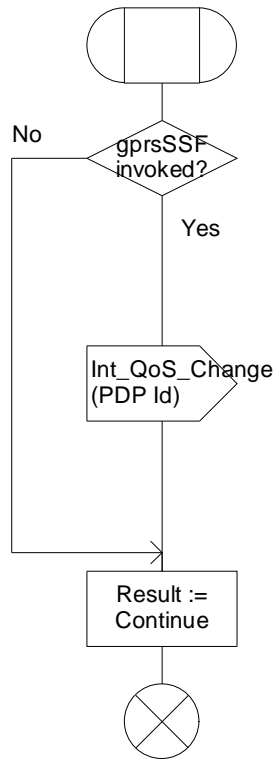 No
gprsSSF
invoked?
Yes
Int_QoS_Change
(PDP Id)
Result :=
Continue